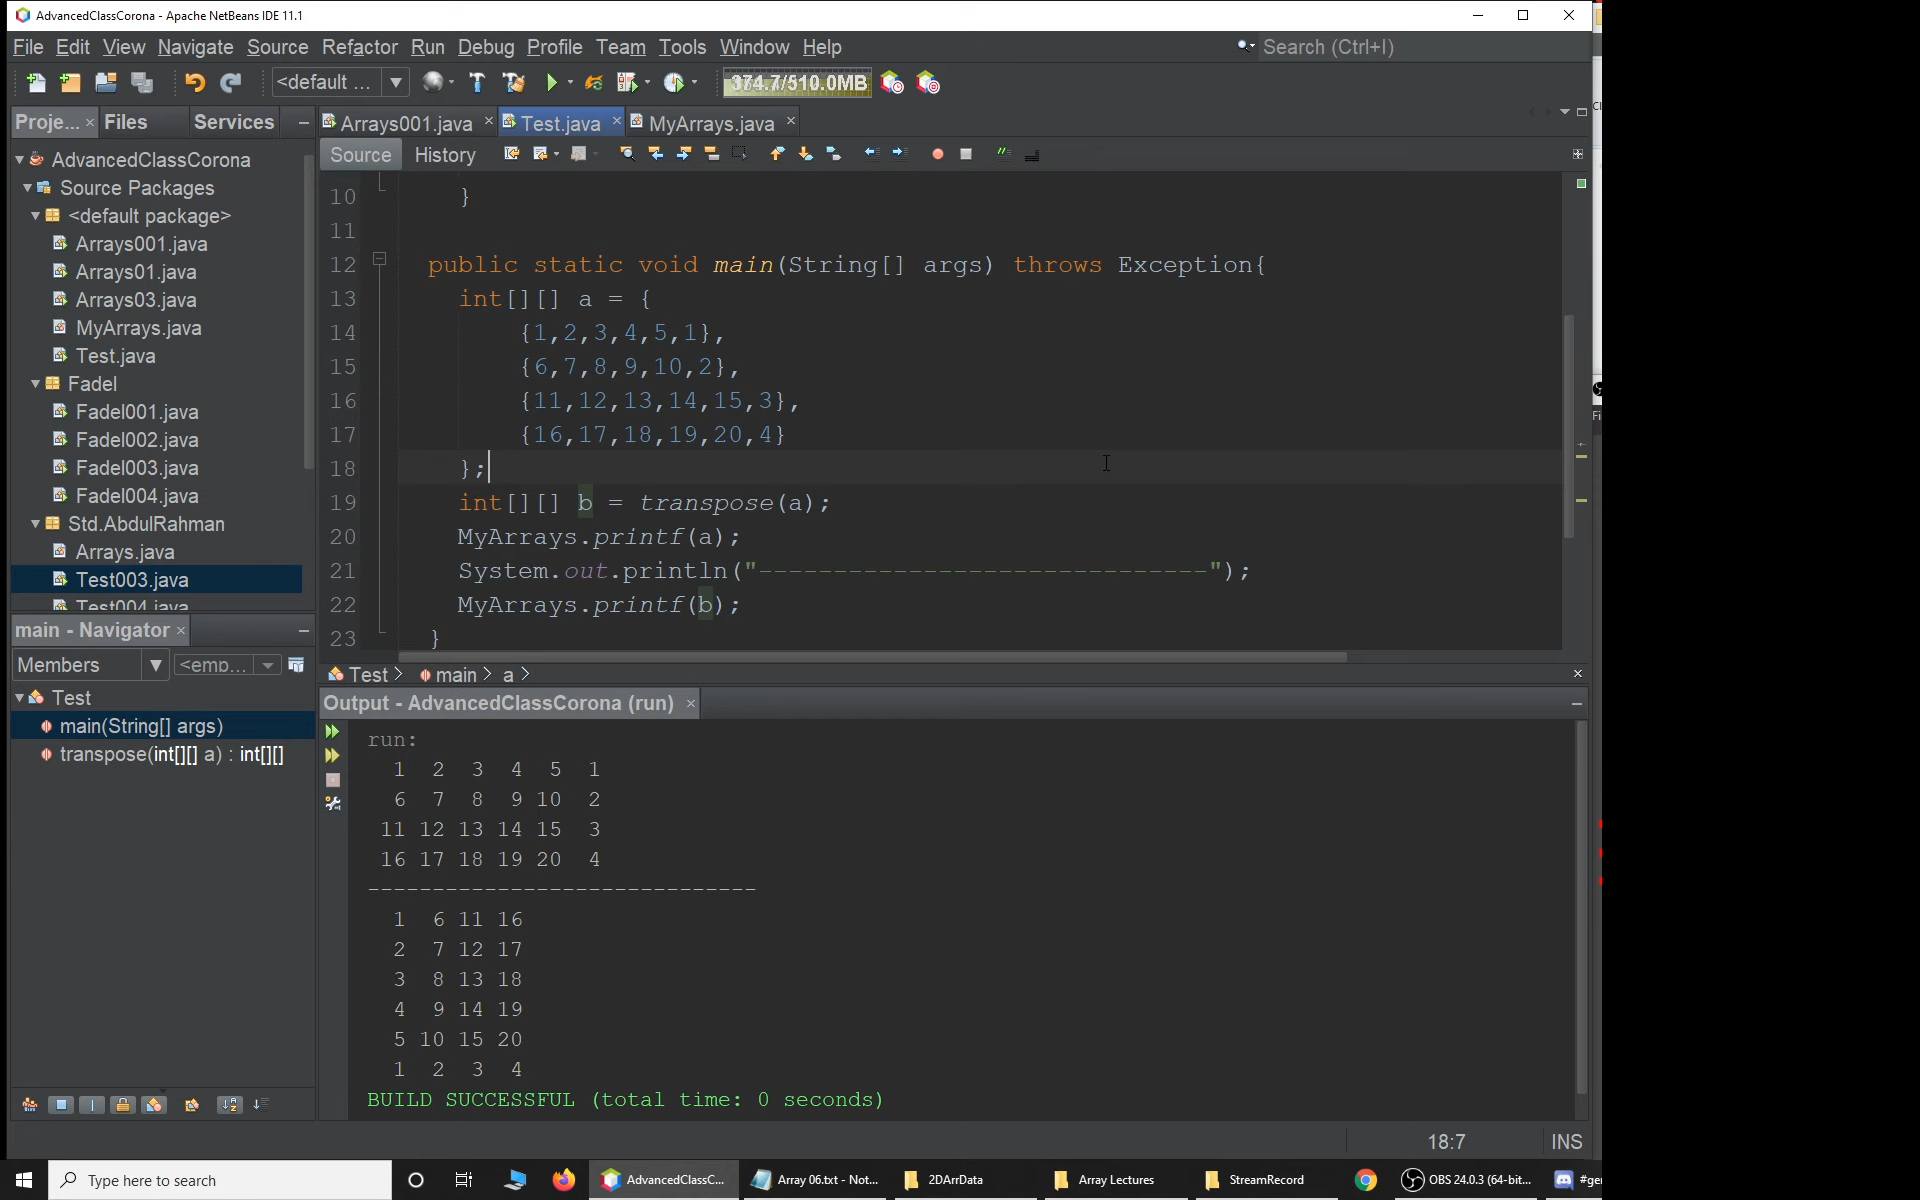 AdvancedClassCorona - Apache NetBeans IDE 11.1
File Edit View Navigate Source Refactor Run Debug Profile Team Tools Window Help
Search (Ctrl+I)
<default ...
374.7/510.0MB
Proje... × Files Services
Arrays001.java × Test.java × MyArrays.java ×
Source History
AdvancedClassCorona
Source Packages
<default package>
Arrays001.java
Arrays01.java
Arrays03.java
MyArrays.java
Test.java
Fadel
Fadel001.java
Fadel002.java
Fadel003.java
Fadel004.java
Std.AbdulRahman
Arrays.java
Test003.java
Test004.java
10 }
11
12 public static void main(String[] args) throws Exception{
13 int[][] a = {
14 {1,2,3,4,5,1},
15 {6,7,8,9,10,2},
16 {11,12,13,14,15,3},
17 {16,17,18,19,20,4}
18 };
19 int[][] b = transpose(a);
20 MyArrays.printf(a);
21 System.out.println("------------------------------");
22 MyArrays.printf(b);
23 }
Test > main > a >
main - Navigator ×
Members <emp...
Test
main(String[] args)
transpose(int[][] a) : int[][]
Output - AdvancedClassCorona (run) ×
run:
1 2 3 4 5 1
6 7 8 9 10 2
11 12 13 14 15 3
16 17 18 19 20 4
------------------------------
1 6 11 16
2 7 12 17
3 8 13 18
4 9 14 19
5 10 15 20
1 2 3 4
BUILD SUCCESSFUL (total time: 0 seconds)
18:7 INS
Type here to search
AdvancedClassC...
Array 06.txt - Not...
2DArrData
Array Lectures
StreamRecord
OBS 24.0.3 (64-bit...